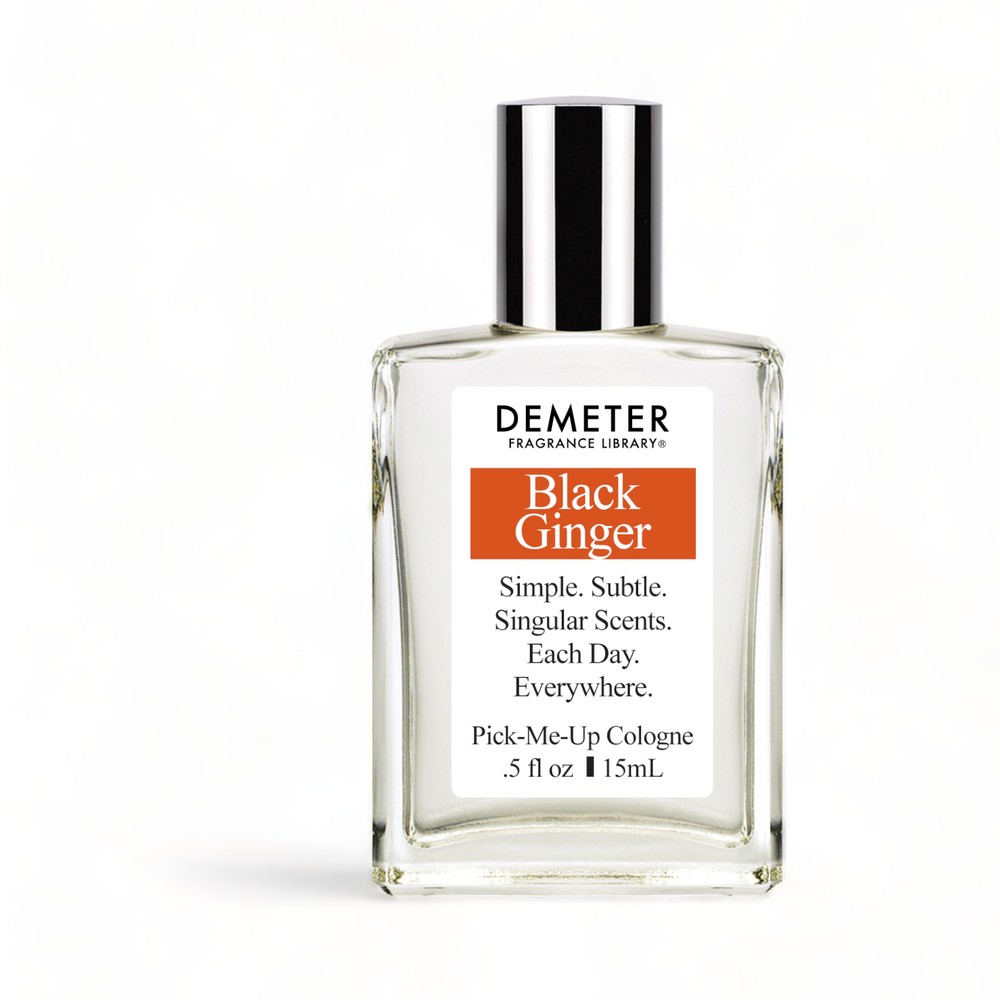 DEMETER
FRAGRANCE LIBRARY®
Black
Ginger
Simple. Subtle.
Singular Scents.
Each Day.
Everywhere.
Pick-Me-Up Cologne
.5 fl oz ▮ 15mL